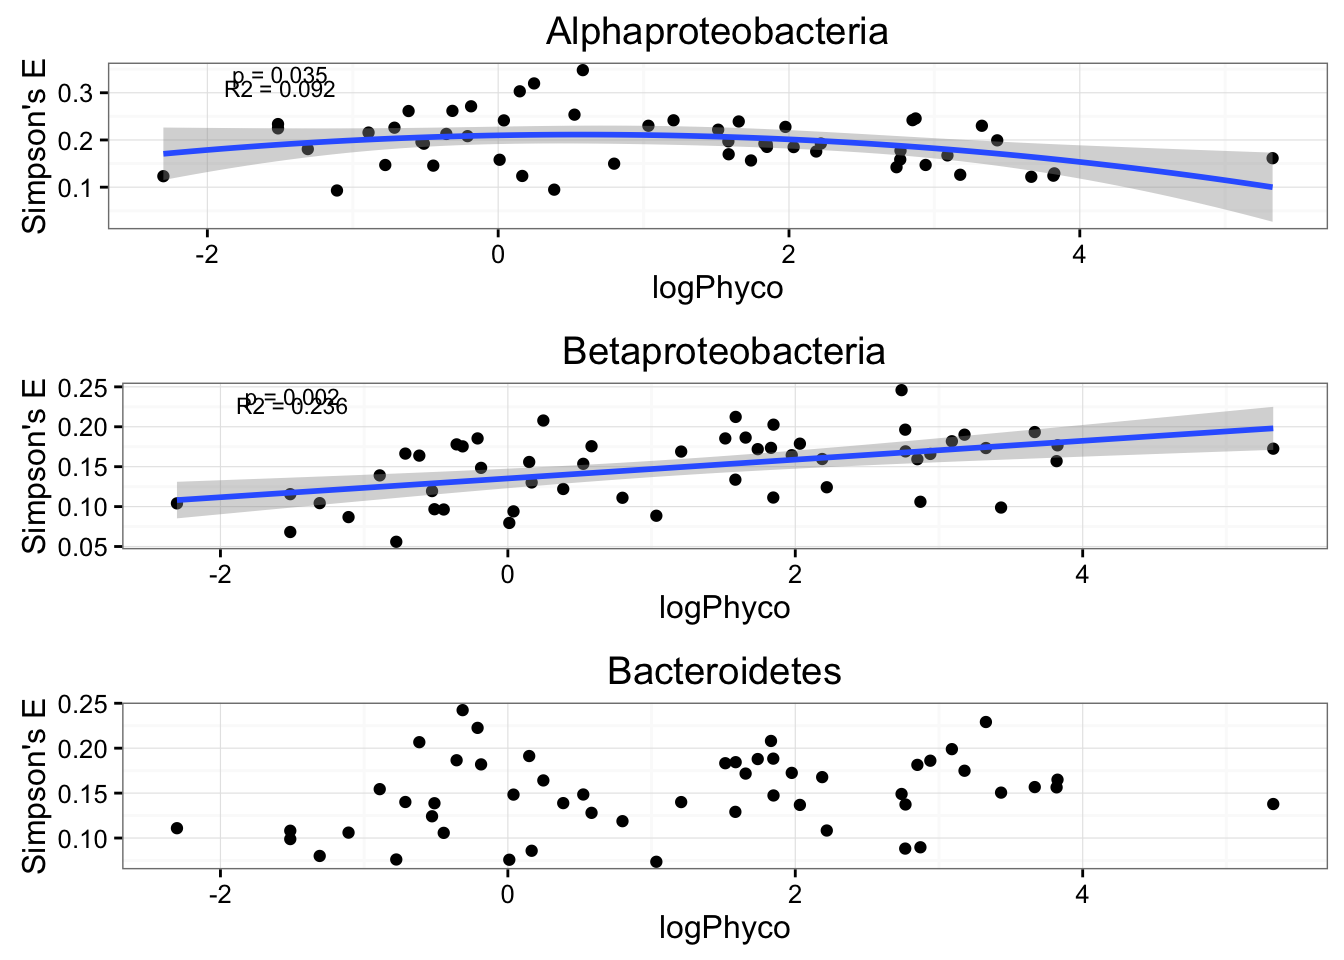 Alphaproteobacteria
p = 0.035
R2 = 0.092
Simpson's E
0.3
0.2
0.1
-2 0 2 4
logPhyco
Betaproteobacteria
p = 0.002
R2 = 0.236
Simpson's E
0.25
0.20
0.15
0.10
0.05
-2 0 2 4
logPhyco
Bacteroidetes
Simpson's E
0.25
0.20
0.15
0.10
-2 0 2 4
logPhyco